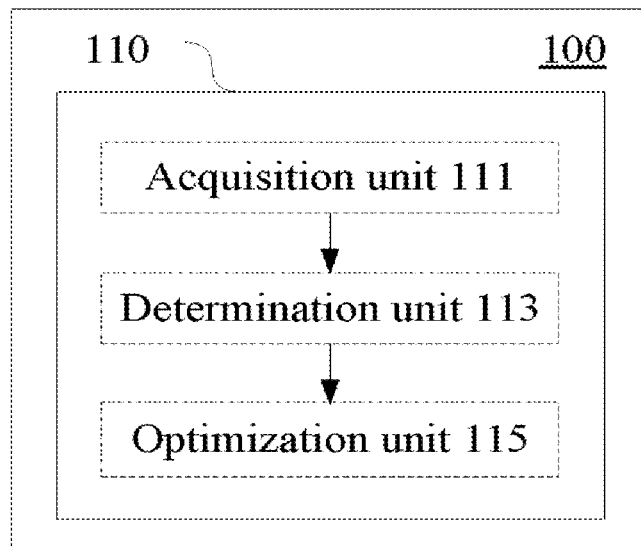 110 100
Acquisition unit 111
Determination unit 113
Optimization unit 115